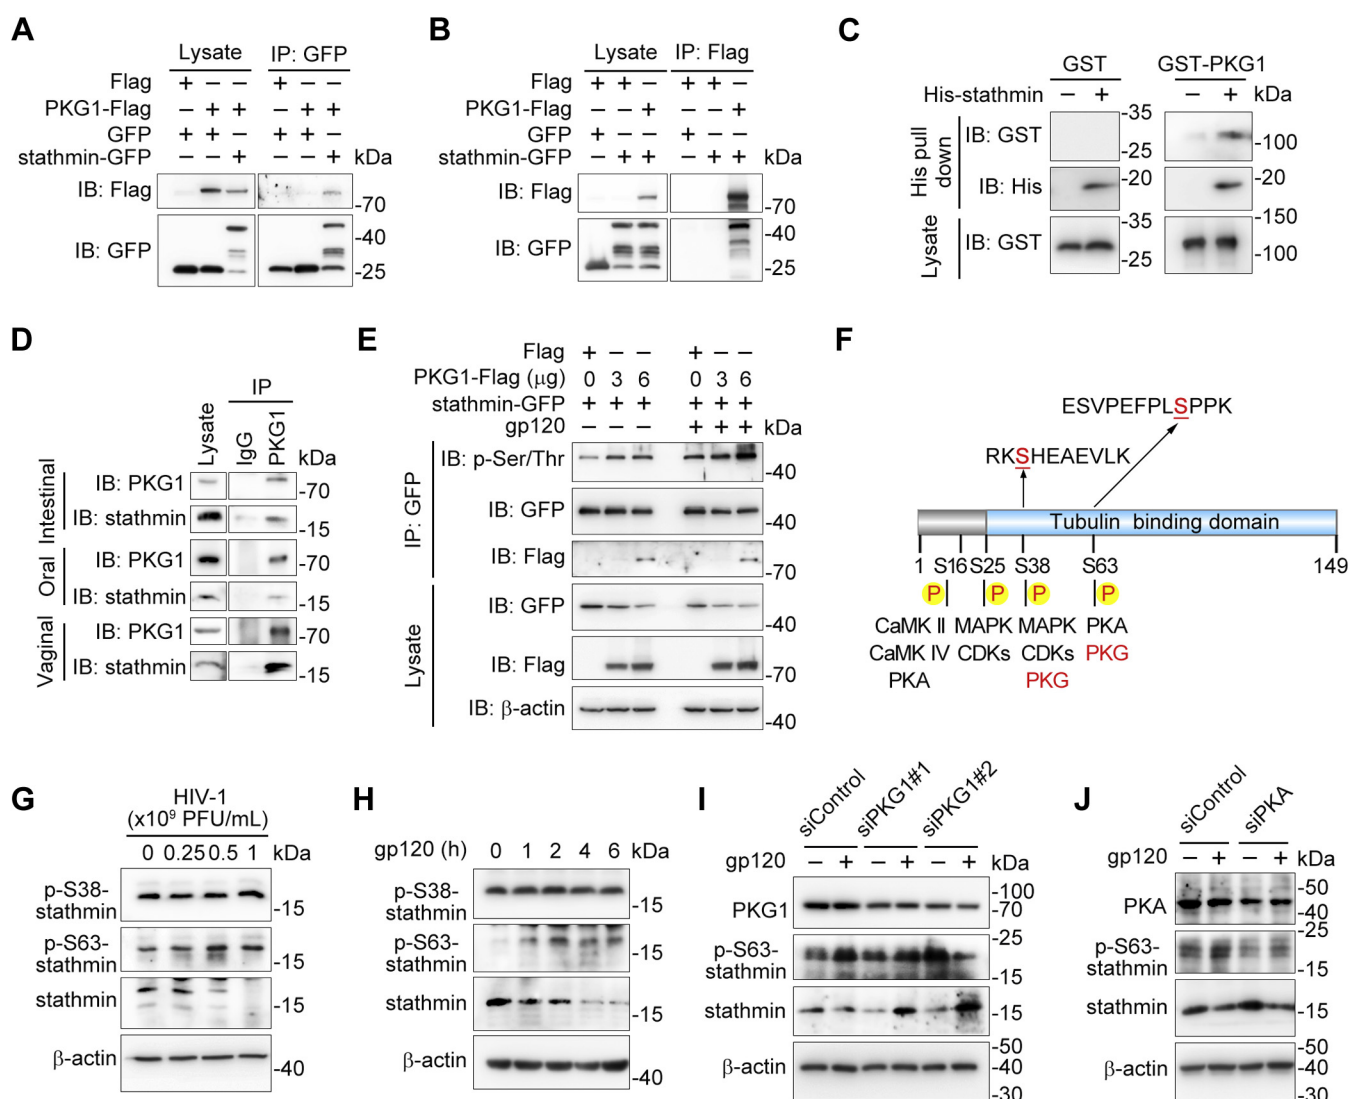 A
Lysate IP: GFP
Flag + − − + − −
PKG1-Flag − + + − + +
GFP + + − + + −
stathmin-GFP − − + − − + kDa
IB: Flag
-70
IB: GFP
-40
-25
B
Lysate IP: Flag
Flag + + − + + −
PKG1-Flag − − + − − +
GFP + − − + − −
stathmin-GFP − + + − + + kDa
IB: Flag
-70
IB: GFP
-40
-25
C
GST GST-PKG1
His-stathmin − + − + kDa
His pull down
IB: GST
-35
-25
-100
IB: His
-20
-20
Lysate
IB: GST
-35
-25
-150
-100
D
Lysate
IP
IgG
PKG1
kDa
Intestinal
IB: PKG1
-70
IB: stathmin
-15
Oral
IB: PKG1
-70
IB: stathmin
-15
Vaginal
IB: PKG1
-70
IB: stathmin
-15
E
Flag + − − + − −
PKG1-Flag (μg) 0 3 6 0 3 6
stathmin-GFP + + + + + +
gp120 − − − + + + kDa
IP: GFP
IB: p-Ser/Thr
-40
IB: GFP
-40
IB: Flag
-70
Lysate
IB: GFP
-40
IB: Flag
-70
IB: β-actin
-40
F
ESVPEFPLSPPK
RKSHEAEVLK
Tubulin binding domain
1 S16 S25 S38 S63 149
P P P P
CaMK II MAPK MAPK PKA
CaMK IV CDKs CDKs PKG
PKA PKG
G
HIV-1
(x10⁹ PFU/mL)
0 0.25 0.5 1 kDa
p-S38-
stathmin
-15
p-S63-
stathmin
-15
stathmin
-15
β-actin
-40
H
gp120 (h) 0 1 2 4 6 kDa
p-S38-
stathmin
-15
p-S63-
stathmin
-15
stathmin
-15
β-actin
-40
I
siControl siPKG1#1 siPKG1#2
gp120 − + − + − + kDa
PKG1
-100
-70
p-S63-
stathmin
-25
-15
stathmin
-15
β-actin
-50
-40
-30
J
siControl siPKA
gp120 − + − + kDa
PKA
-50
-40
p-S63-
stathmin
-25
-15
stathmin
-15
β-actin
-50
-40
-30